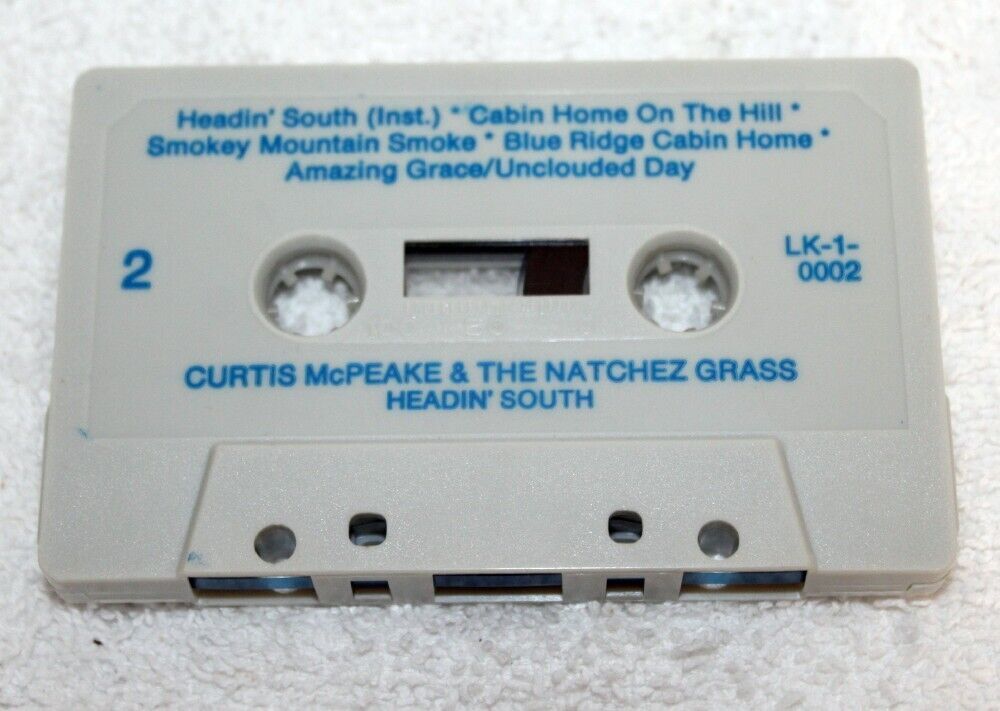 Headin' South (Inst.) * Cabin Home On The Hill *
Smokey Mountain Smoke * Blue Ridge Cabin Home *
Amazing Grace/Unclouded Day
2
LK-1-
0002
CURTIS McPEAKE & THE NATCHEZ GRASS
HEADIN' SOUTH